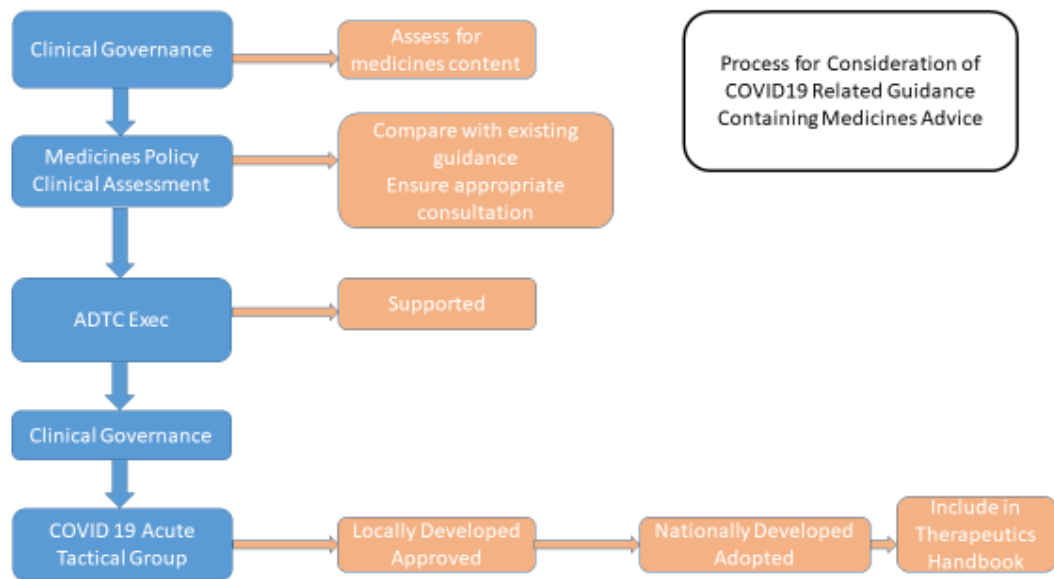 Clinical Governance
Assess for
medicines content
Process for Consideration of
COVID19 Related Guidance
Containing Medicines Advice
Medicines Policy
Clinical Assessment
Compare with existing
guidance
Ensure appropriate
consultation
ADTC Exec
Supported
Clinical Governance
COVID 19 Acute
Tactical Group
Locally Developed
Approved
Nationally Developed
Adopted
Include in
Therapeutics
Handbook